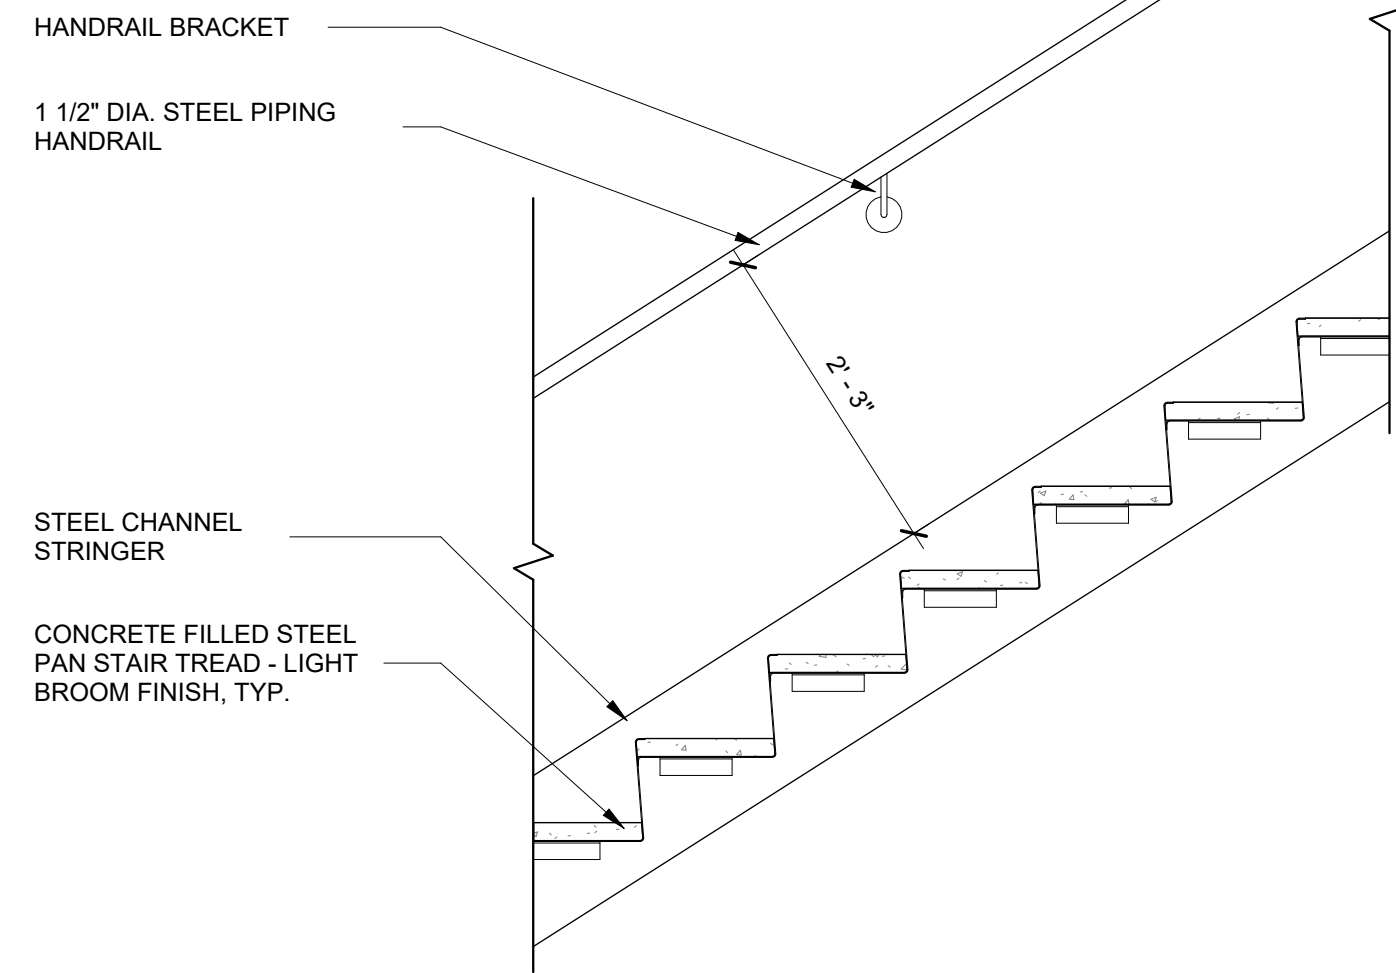 HANDRAIL BRACKET
1 1/2" DIA. STEEL PIPING
HANDRAIL
2' - 3"
STEEL CHANNEL
STRINGER
CONCRETE FILLED STEEL
PAN STAIR TREAD - LIGHT
BROOM FINISH, TYP.